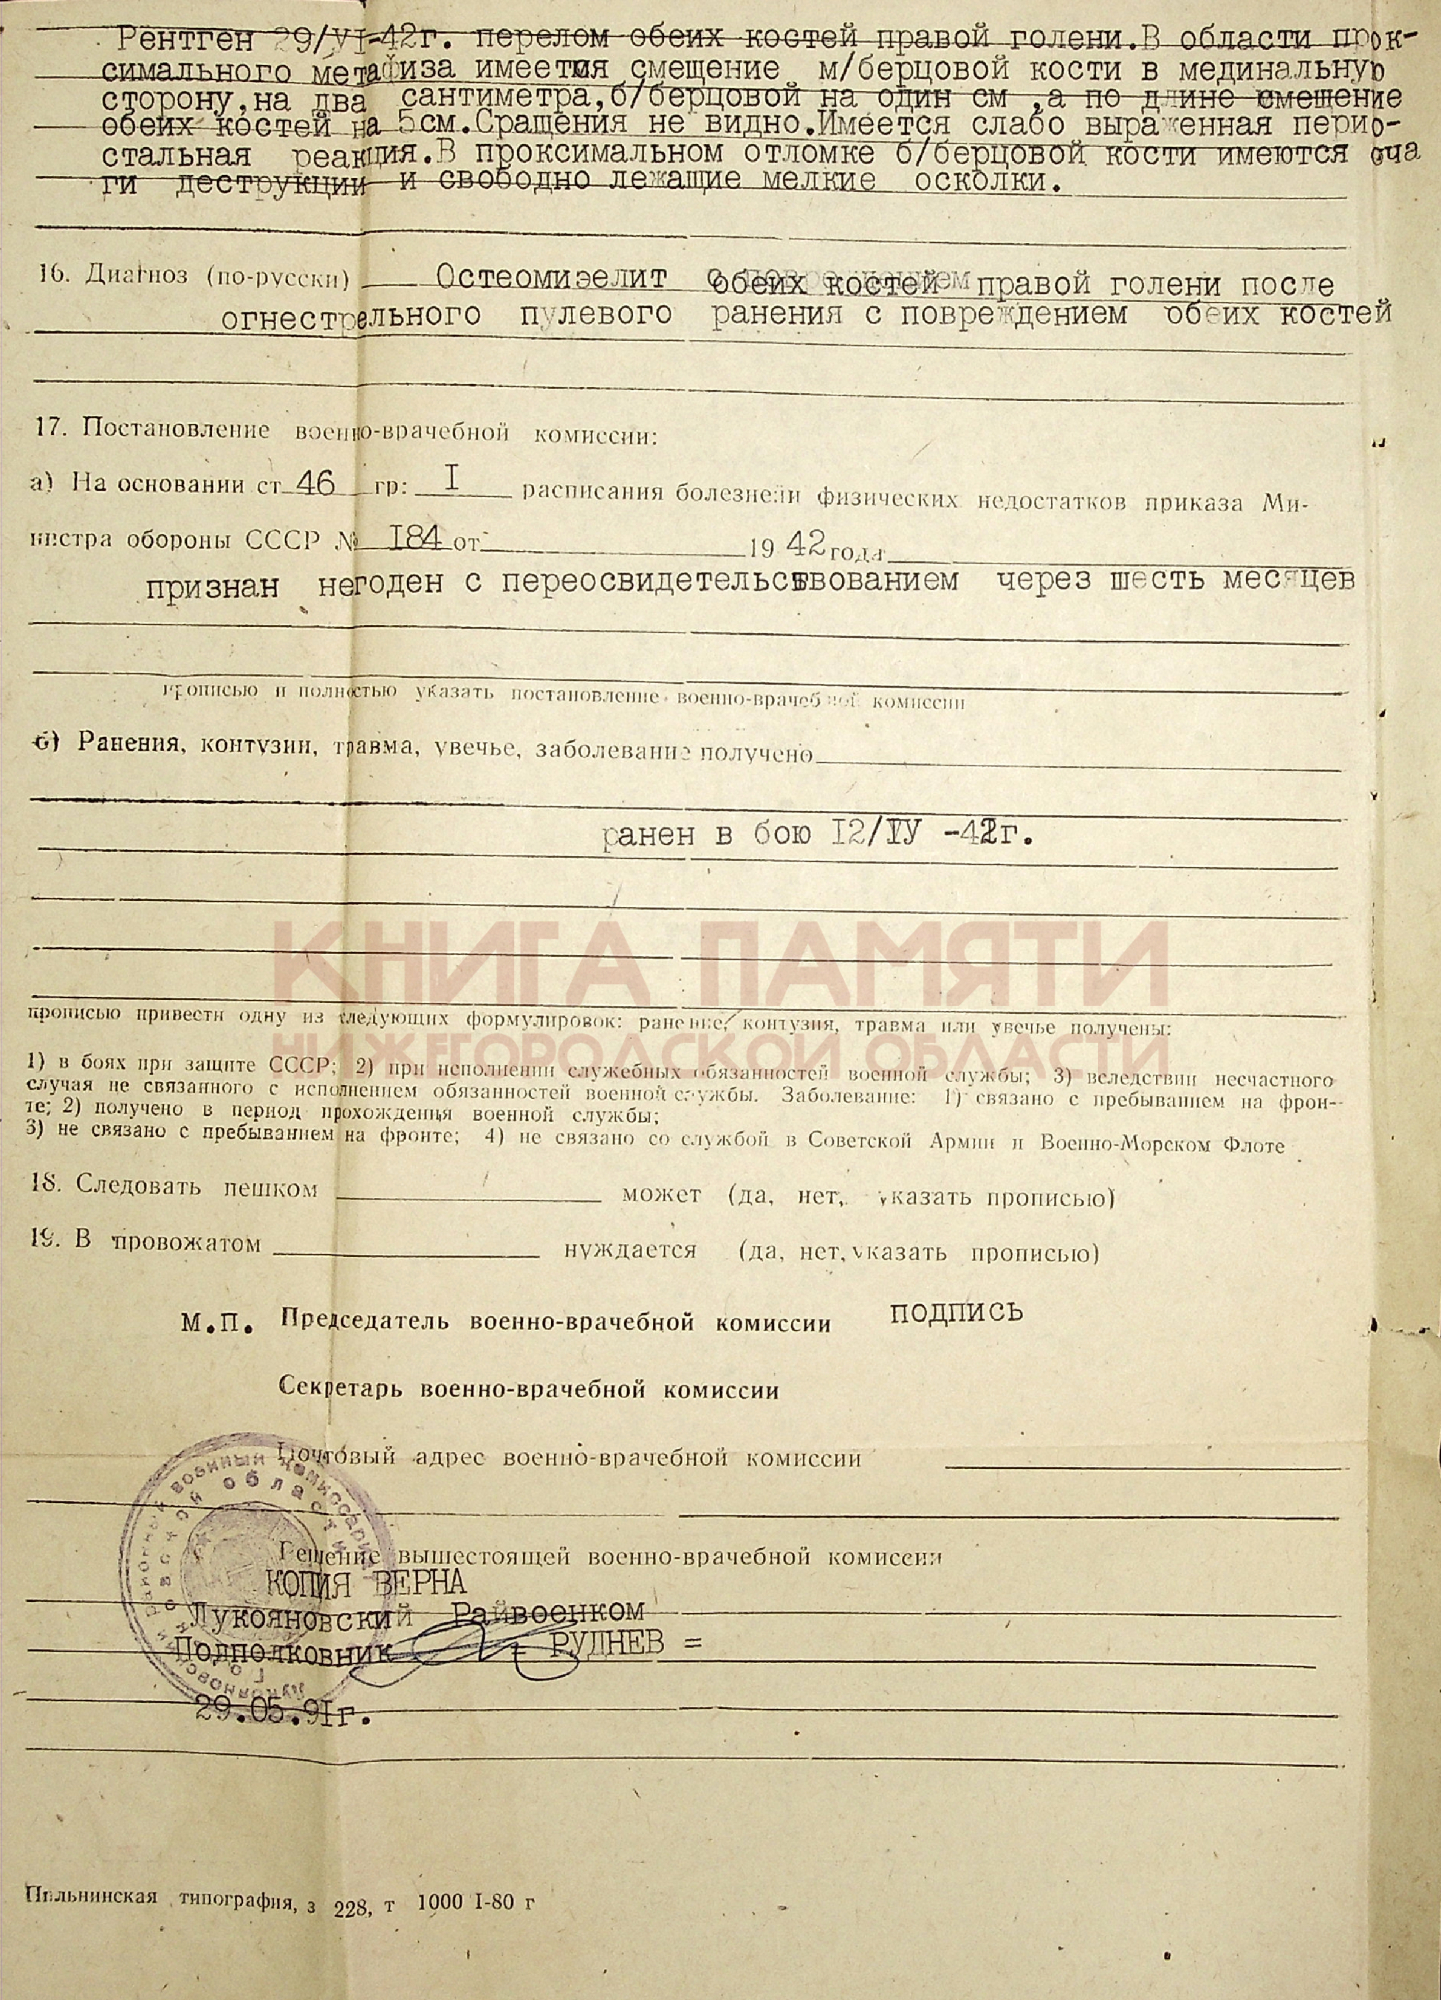 Рентген 29/УІ-42г. перелом обеих костей правой голени.В области прок-
симального метафиза имеется смещение м/берцовой кости в мединальную
сторону,на два сантиметра,б/берцовой на один см ,а по длине смещение
обеих костей на 5см.Сращения не видно.Имеется слабо выраженная перио-
стальная реакция.В проксимальном отломке б/берцовой кости имеются оча
ги деструкции и свободно лежащие мелкие осколки.
16. Диагноз (по-русски) Остеомиэелит обеих костей правой голени после
огнестрельного пулевого ранения с повреждением обеих костей
17. Постановление военно-врачебной комиссии:
а) На основании ст 46 гр: I расписания болезней физических недостатков приказа Ми-
нистра обороны СССР № I84 от 19 42 года
признан негоден с переосвидетельствованием через шесть месяцев
прописью и полностью указать постановление военно-врачебной комиссии
б) Ранения, контузии, травма, увечье, заболевание получено
ранен в бою I2/IУ -42г.
КНИГА ПАМЯТИ
прописью привести одну из следующих формулировок: ранение, контузия, травма или увечье получены:
НИЖЕГОРОДСКОЙ ОБЛАСТИ
1) в боях при защите СССР; 2) при исполнении служебных обязанностей военной службы; 3) вследствии несчастного
случая не связанного с исполнением обязанностей военной службы. Заболевание: 1) связано с пребыванием на фрон--
те; 2) получено в период прохождения военной службы;
3) не связано с пребыванием на фронте; 4) не связано со службой в Советской Армии и Военно-Морском Флоте
18. Следовать пешком может (да, нет, указать прописью)
19. В провожатом нуждается (да, нет, указать прописью)
М.П. Председатель военно-врачебной комиссии ПОДПИСЬ
Секретарь военно-врачебной комиссии
Почтовый адрес военно-врачебной комиссии
Решение вышестоящей военно-врачебной комиссии
КОПИЯ ВЕРНА
Лукояновский Райвоенком
Подполковник = РУДНЕВ =
29.05.9Iг.
Пильнинская типография, з 228, т 1000 I-80 г